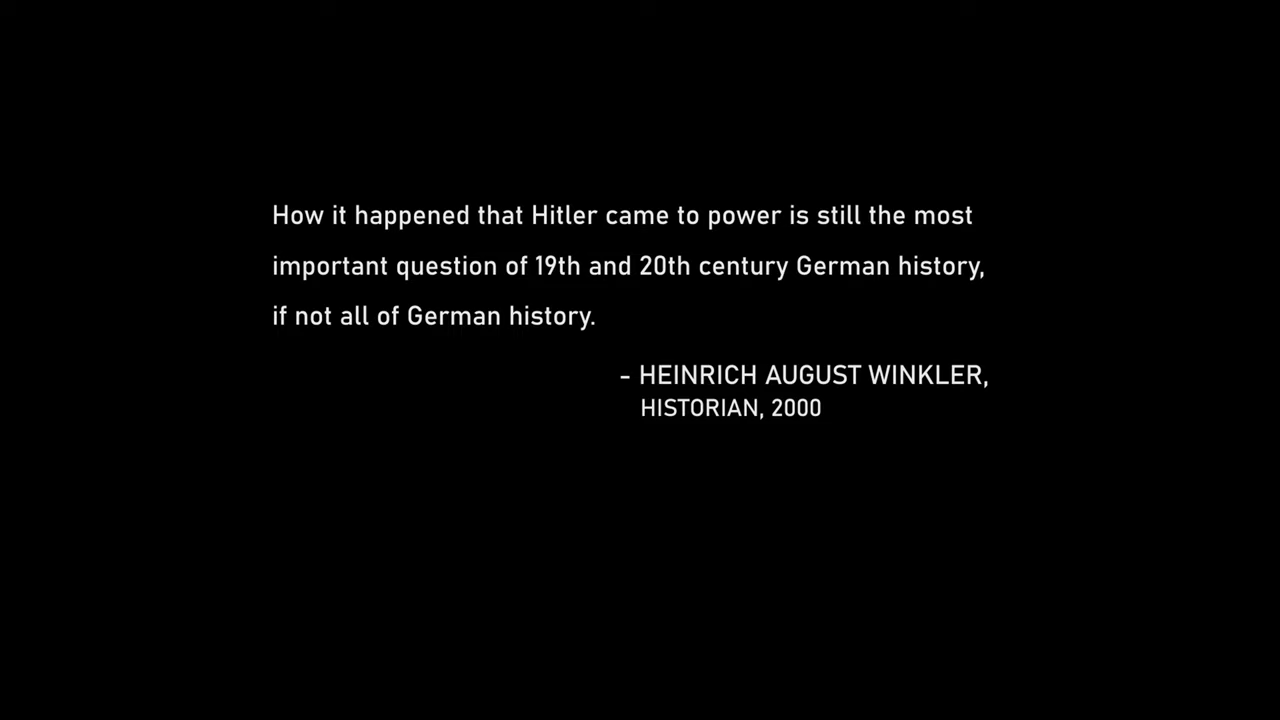 How it happened that Hitler came to power is still the most
important question of 19th and 20th century German history,
if not all of German history.
- HEINRICH AUGUST WINKLER,
HISTORIAN, 2000